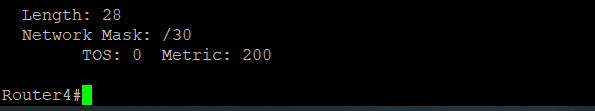 Length: 28
Network Mask: /30
TOS: 0  Metric: 200
Router4#